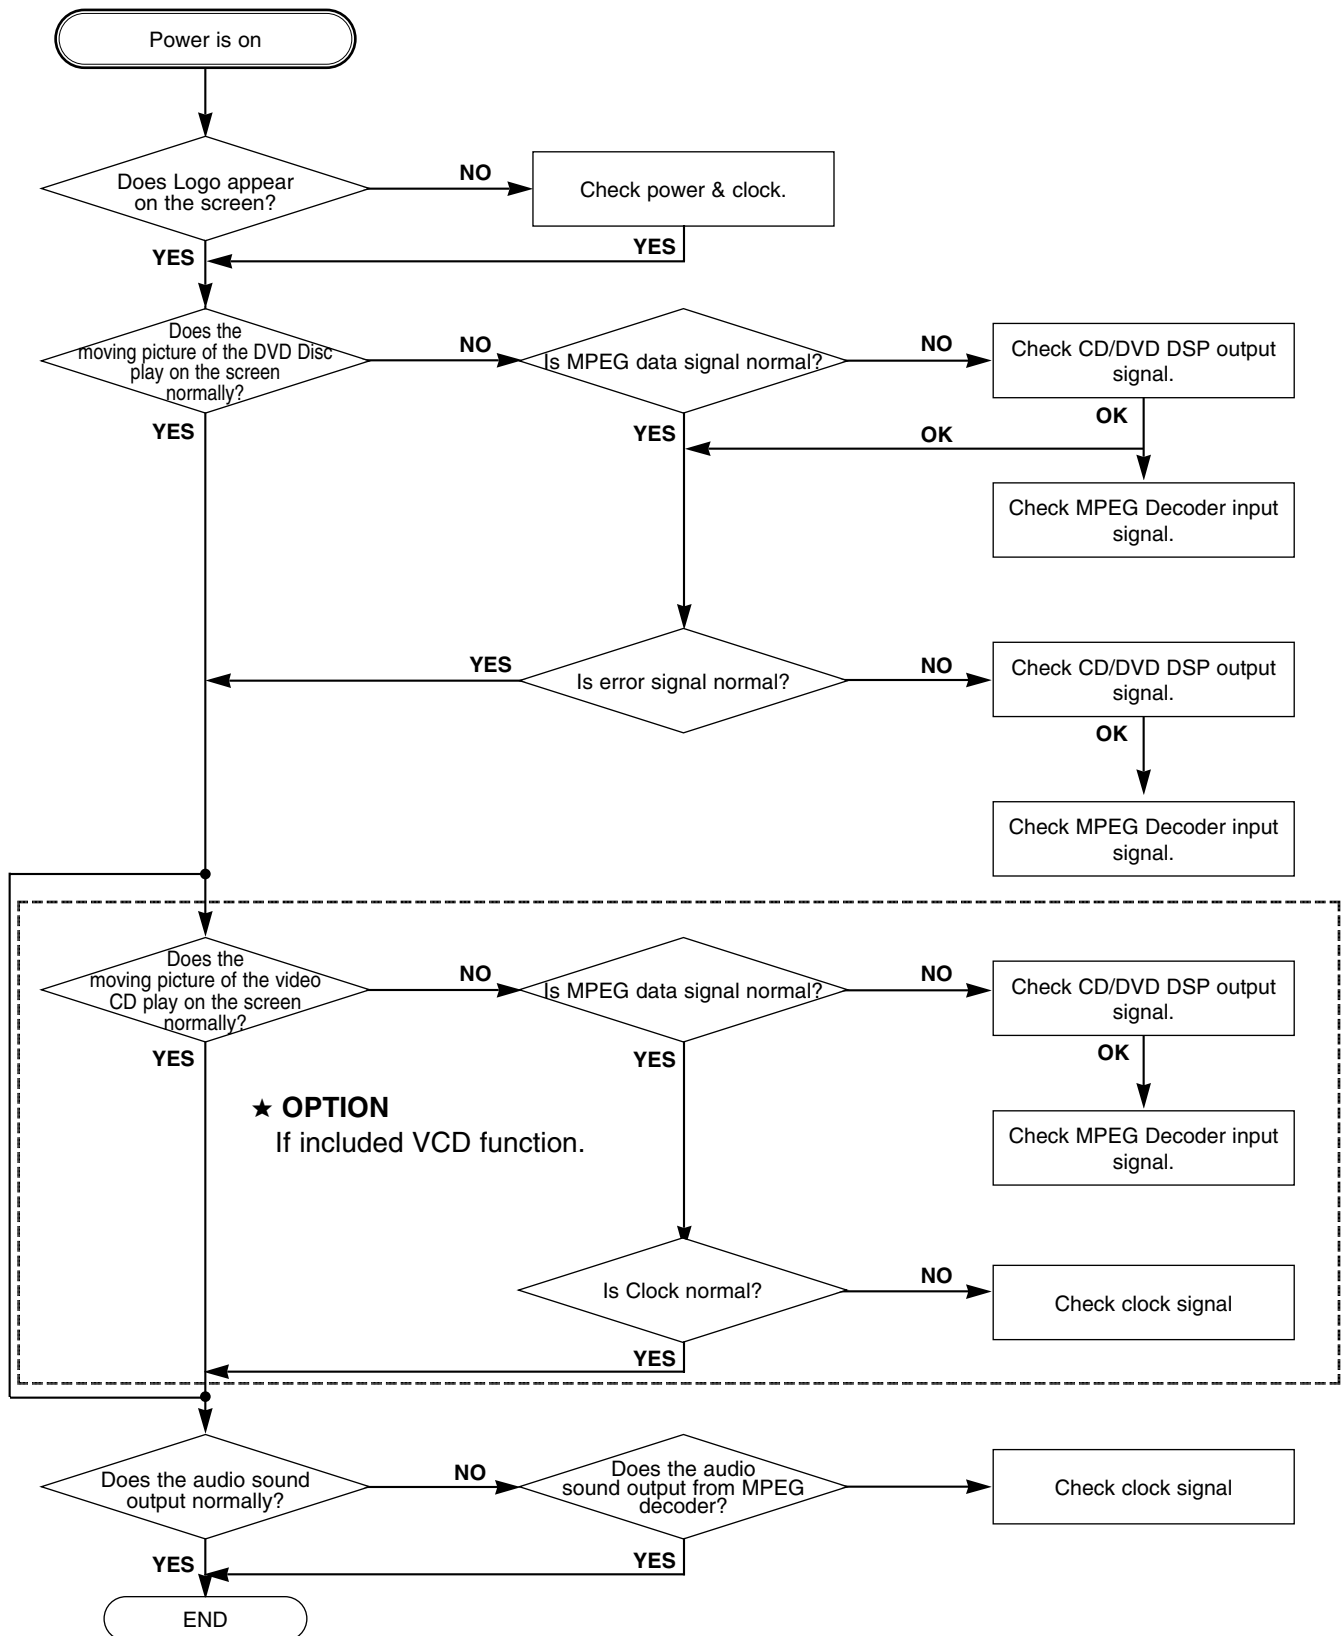 Power is on
Does Logo appear
on the screen?
NO
Check power & clock.
YES
YES
Does the
moving picture of the DVD Disc
play on the screen
normally?
NO
Is MPEG data signal normal?
NO
Check CD/DVD DSP output
signal.
YES
YES
OK
OK
Check MPEG Decoder input
signal.
YES
Is error signal normal?
NO
Check CD/DVD DSP output
signal.
OK
Check MPEG Decoder input
signal.
Does the
moving picture of the video
CD play on the screen
normally?
NO
Is MPEG data signal normal?
NO
Check CD/DVD DSP output
signal.
YES
YES
OK
★ OPTION
If included VCD function.
Check MPEG Decoder input
signal.
Is Clock normal?
NO
Check clock signal
YES
Does the audio sound
output normally?
NO
Does the audio
sound output from MPEG
decoder?
Check clock signal
YES
YES
END